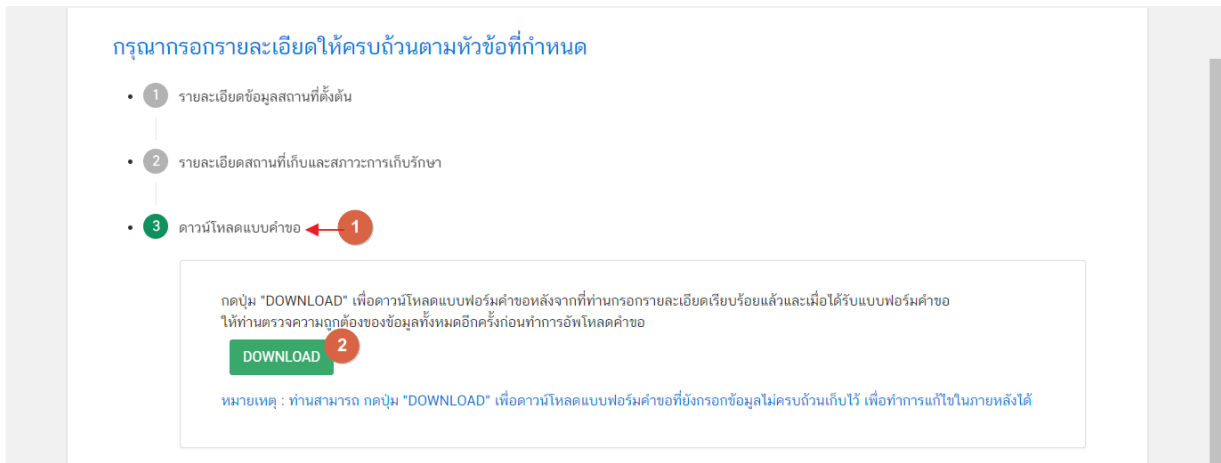 กรุณากรอกรายละเอียดให้ครบถ้วนตามหัวข้อที่กำหนด
1 รายละเอียดข้อมูลสถานที่ตั้งต้น
2 รายละเอียดสถานที่เก็บและสภาวะการเก็บรักษา
3 ดาวน์โหลดแบบคำขอ 1
กดปุ่ม "DOWNLOAD" เพื่อดาวน์โหลดแบบฟอร์มคำขอหลังจากที่ท่านกรอกรายละเอียดเรียบร้อยแล้วและเมื่อได้รับแบบฟอร์มคำขอ
ให้ท่านตรวจความถูกต้องของข้อมูลทั้งหมดอีกครั้งก่อนทำการอัพโหลดคำขอ
DOWNLOAD 2
หมายเหตุ : ท่านสามารถ กดปุ่ม "DOWNLOAD" เพื่อดาวน์โหลดแบบฟอร์มคำขอที่ยังกรอกข้อมูลไม่ครบถ้วนเก็บไว้ เพื่อทำการแก้ไขในภายหลังได้